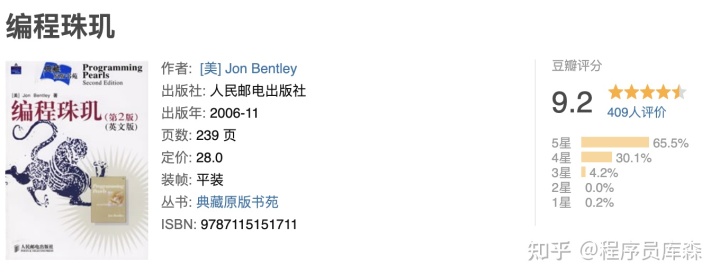 编程珠玑
Programming
Pearls
Second Edition
[美] Jon Bentley 著
编程珠玑(第2版)
(英文版)
Programming
Pearls
人民邮电出版社
作者: [美] Jon Bentley
出版社: 人民邮电出版社
出版年: 2006-11
页数: 239 页
定价: 28.0
装帧: 平装
丛书: 典藏原版书苑
ISBN: 9787115151711
豆瓣评分
9.2
409人评价
5星 65.5%
4星 30.1%
3星 4.2%
2星 0.0%
1星 0.2%
知乎 @程序员库森